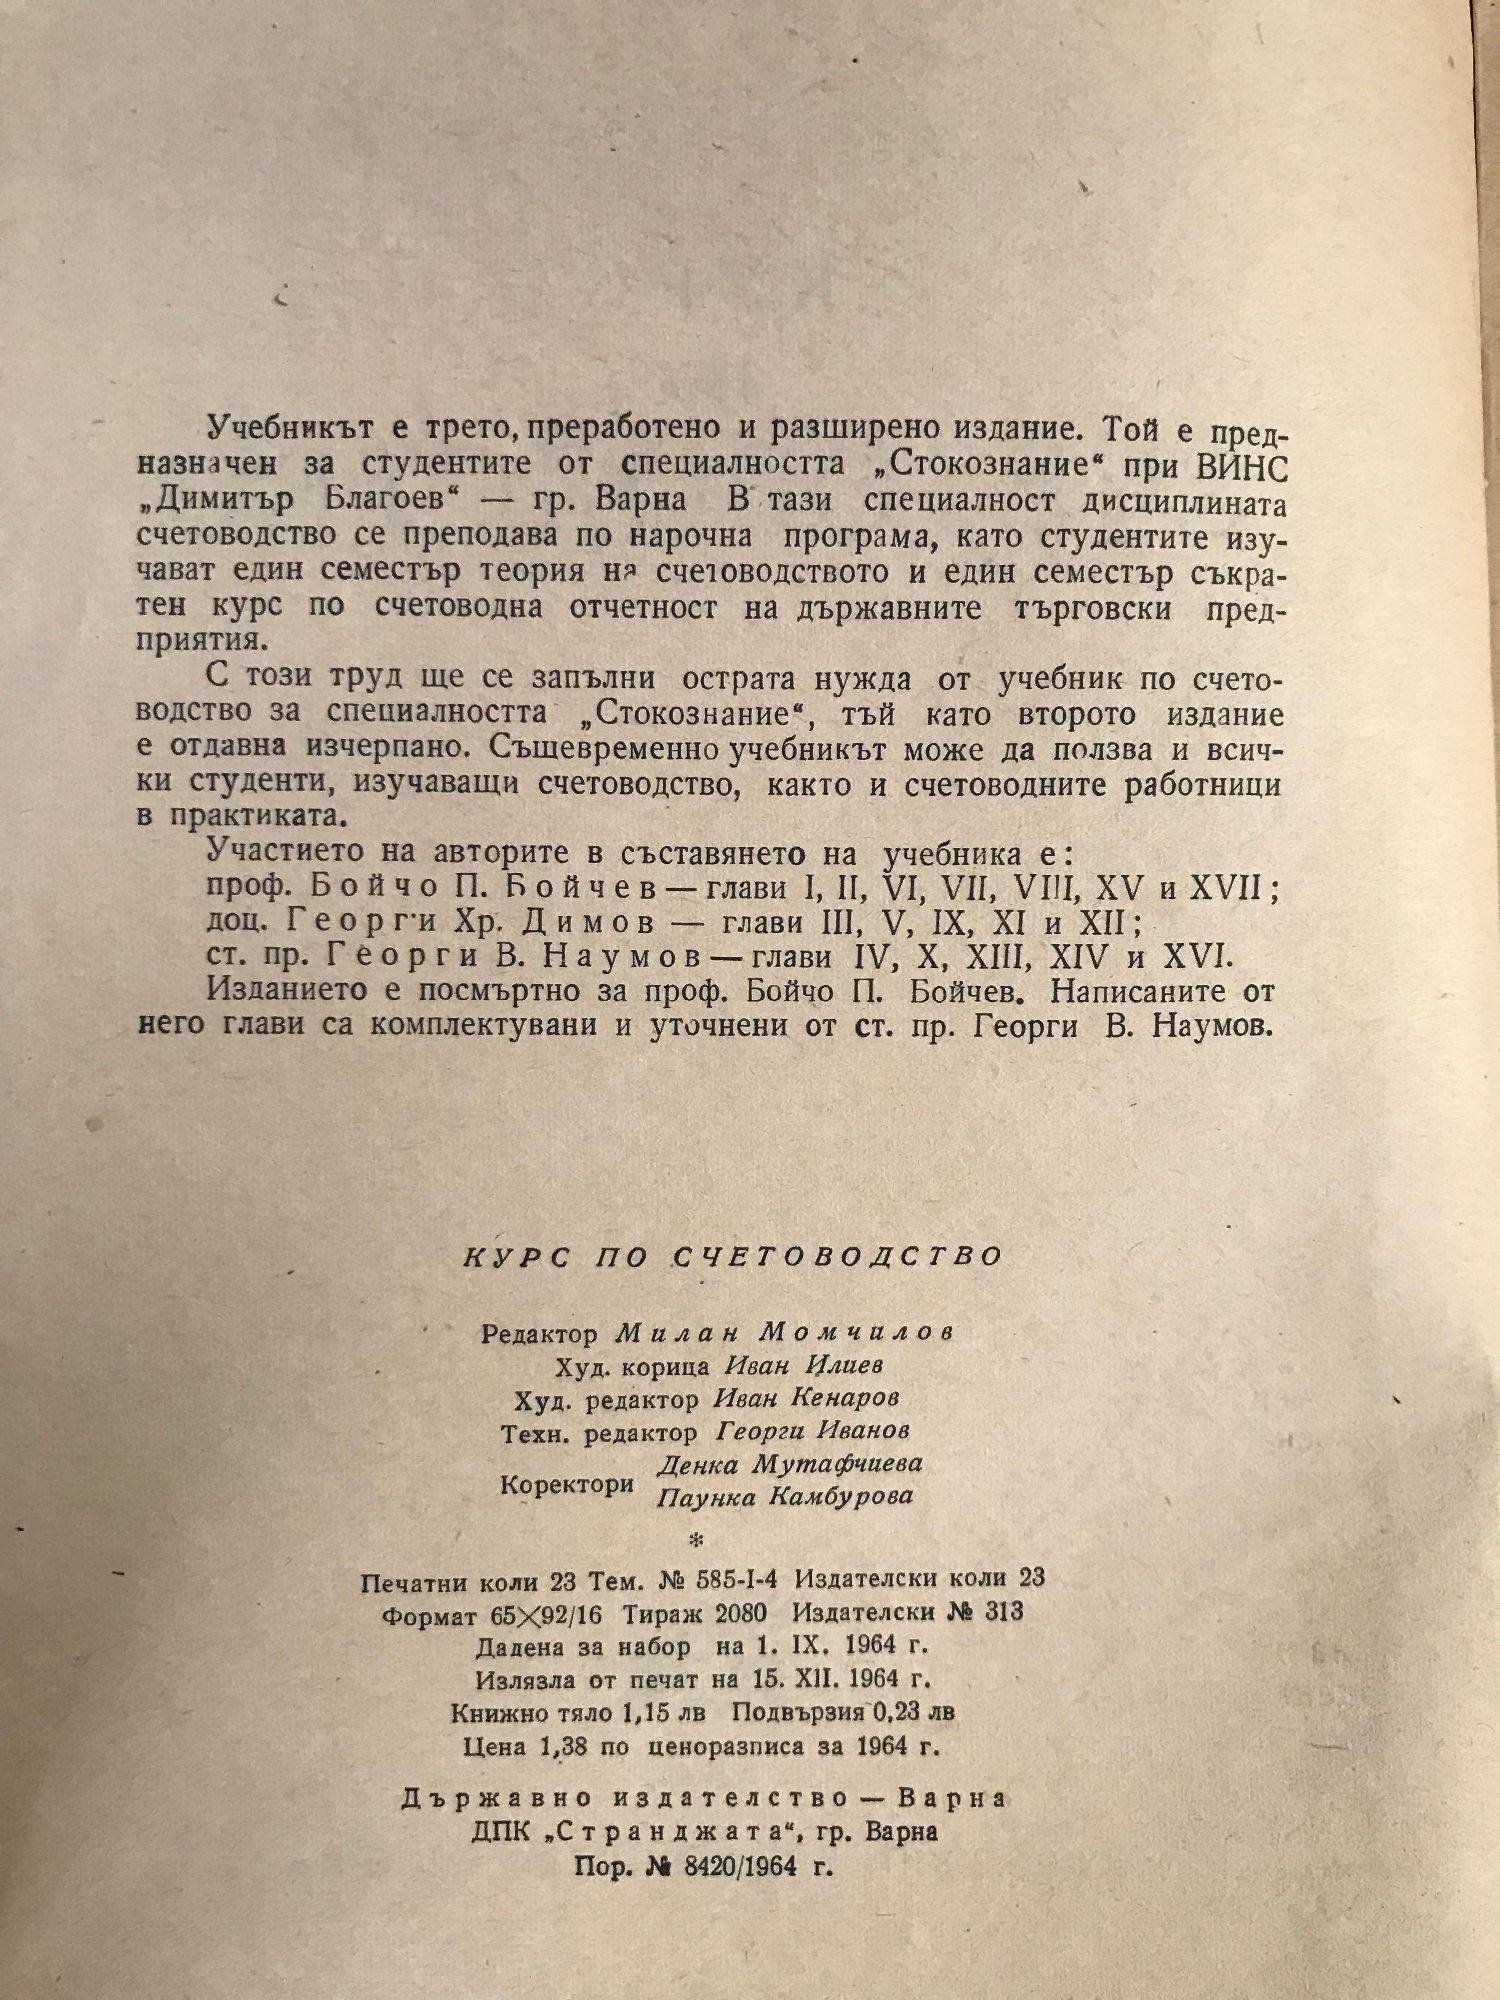 Учебникът е трето, преработено и разширено издание. Той е пред-
назначен за студентите от специалността „Стокознание“ при ВИНС
„Димитър Благоев“ — гр. Варна В тази специалност дисциплината
счетоводство се преподава по нарочна програма, като студентите изу-
чават един семестър теория на счетоводството и един семестър съкра-
тен курс по счетоводна отчетност на държавните търговски пред-
приятия.
С този труд ще се запълни острата нужда от учебник по счето-
водство за специалността „Стокознание“, тъй като второто издание
е отдавна изчерпано. Същевременно учебникът може да ползва и всич-
ки студенти, изучаващи счетоводство, както и счетоводните работници
в практиката.
Участието на авторите в съставянето на учебника е:
проф. Бойчо П. Бойчев — глави I, II, VI, VII, VIII, XV и XVII;
доц. Георги Хр. Димов — глави III, V, IX, XI и XII;
ст. пр. Георги В. Наумов — глави IV, X, XIII, XIV и XVI.
Изданието е посмъртно за проф. Бойчо П. Бойчев. Написаните от
него глави са комплектувани и уточнени от ст. пр. Георги В. Наумов.
КУРС ПО СЧЕТОВОДСТВО
Редактор Милан Момчилов
Худ. корица Иван Илиев
Худ. редактор Иван Кенаров
Техн. редактор Георги Иванов
Коректори Денка Мутафчиева
Паунка Камбурова
*
Печатни коли 23 Тем. № 585-I-4 Издателски коли 23
Формат 65×92/16 Тираж 2080 Издателски № 313
Дадена за набор на 1. IX. 1964 г.
Излязла от печат на 15. XII. 1964 г.
Книжно тяло 1,15 лв Подвързия 0,23 лв
Цена 1,38 по ценоразписа за 1964 г.
Държавно издателство — Варна
ДПК „Странджата“, гр. Варна
Пор. № 8420/1964 г.